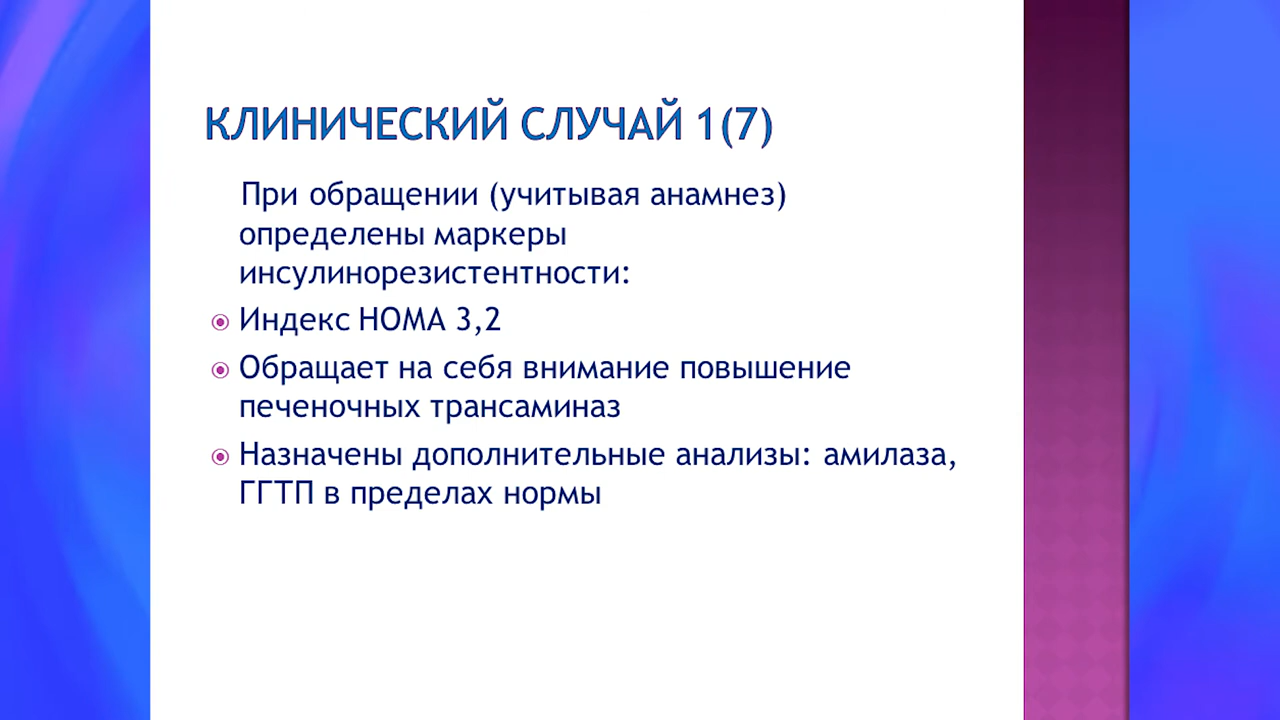 КЛИНИЧЕСКИЙ СЛУЧАЙ 1(7)
При обращении (учитывая анамнез)
определены маркеры
инсулинорезистентности:
Индекс НОМА 3,2
Обращает на себя внимание повышение
печеночных трансаминаз
Назначены дополнительные анализы: амилаза,
ГГТП в пределах нормы